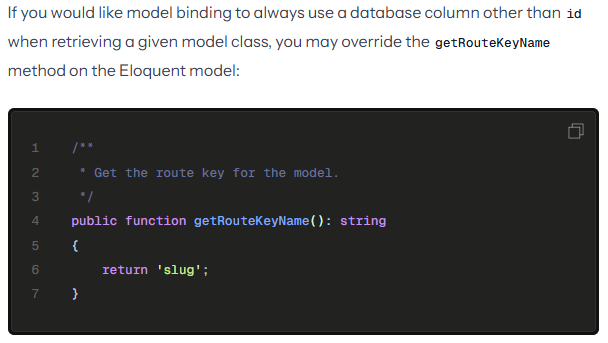 If you would like model binding to always use a database column other than id
when retrieving a given model class, you may override the getRouteKeyName
method on the Eloquent model:
1 /**
2  * Get the route key for the model.
3  */
4 public function getRouteKeyName(): string
5 {
6     return 'slug';
7 }